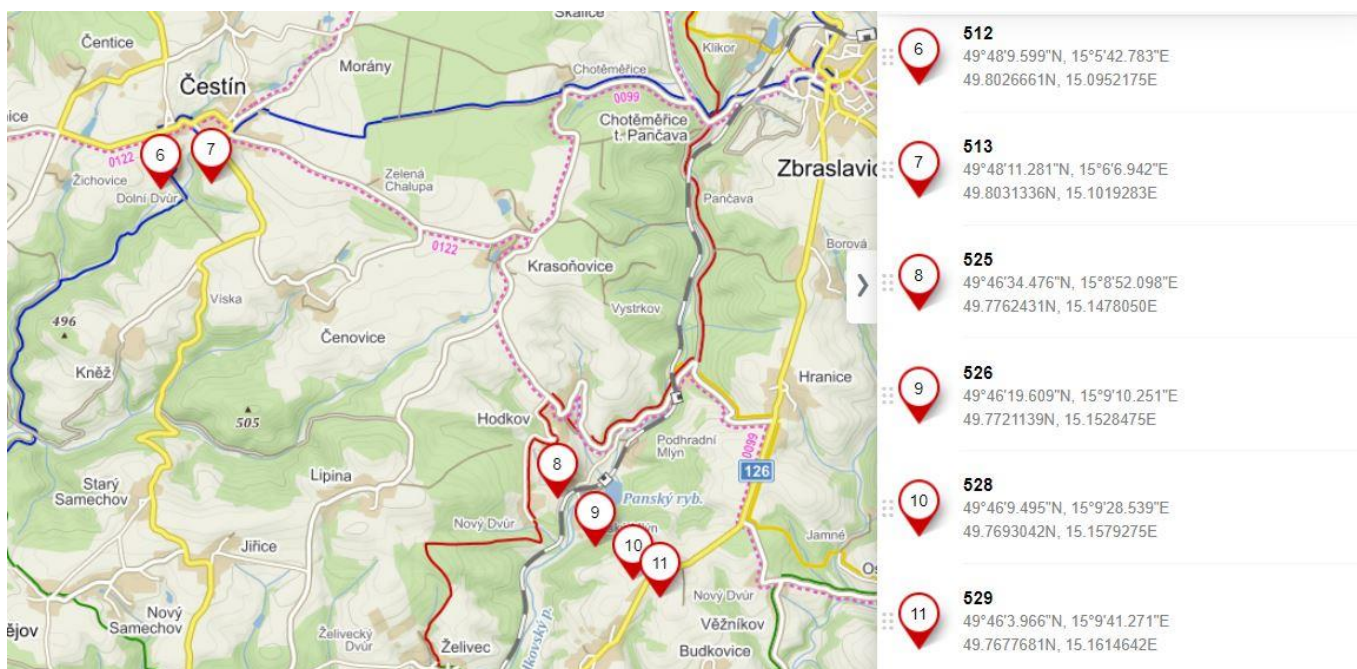 Skalice
Čentice
Klikor
Morány
Chotěměřice
Čestín
0099
Chotěměřice
t. Pančava
0122
6
7
Žichovice
Zelená
Chalupa
Zbraslavic
Dolní Dvůr
Pančava
0122
Borová
Krasoňovice
Víska
Vystrkov
496
Čenovice
Kněž
Hranice
505
Hodkov
Podhradní
Mlýn
0099
8
126
Lipina
Starý
Samechov
Panský ryb.
9
Nový Dvůr
10
Jiřice
11
Jamné
Nový
Samechov
Nový Dvůr
ějov
Želivecký
Dvůr
Věžníkov
Želivec
Budkovice
6
512
49°48'9.599"N, 15°5'42.783"E
49.8026661N, 15.0952175E
7
513
49°48'11.281"N, 15°6'6.942"E
49.8031336N, 15.1019283E
8
525
49°46'34.476"N, 15°8'52.098"E
49.7762431N, 15.1478050E
9
526
49°46'19.609"N, 15°9'10.251"E
49.7721139N, 15.1528475E
10
528
49°46'9.495"N, 15°9'28.539"E
49.7693042N, 15.1579275E
11
529
49°46'3.966"N, 15°9'41.271"E
49.7677681N, 15.1614642E